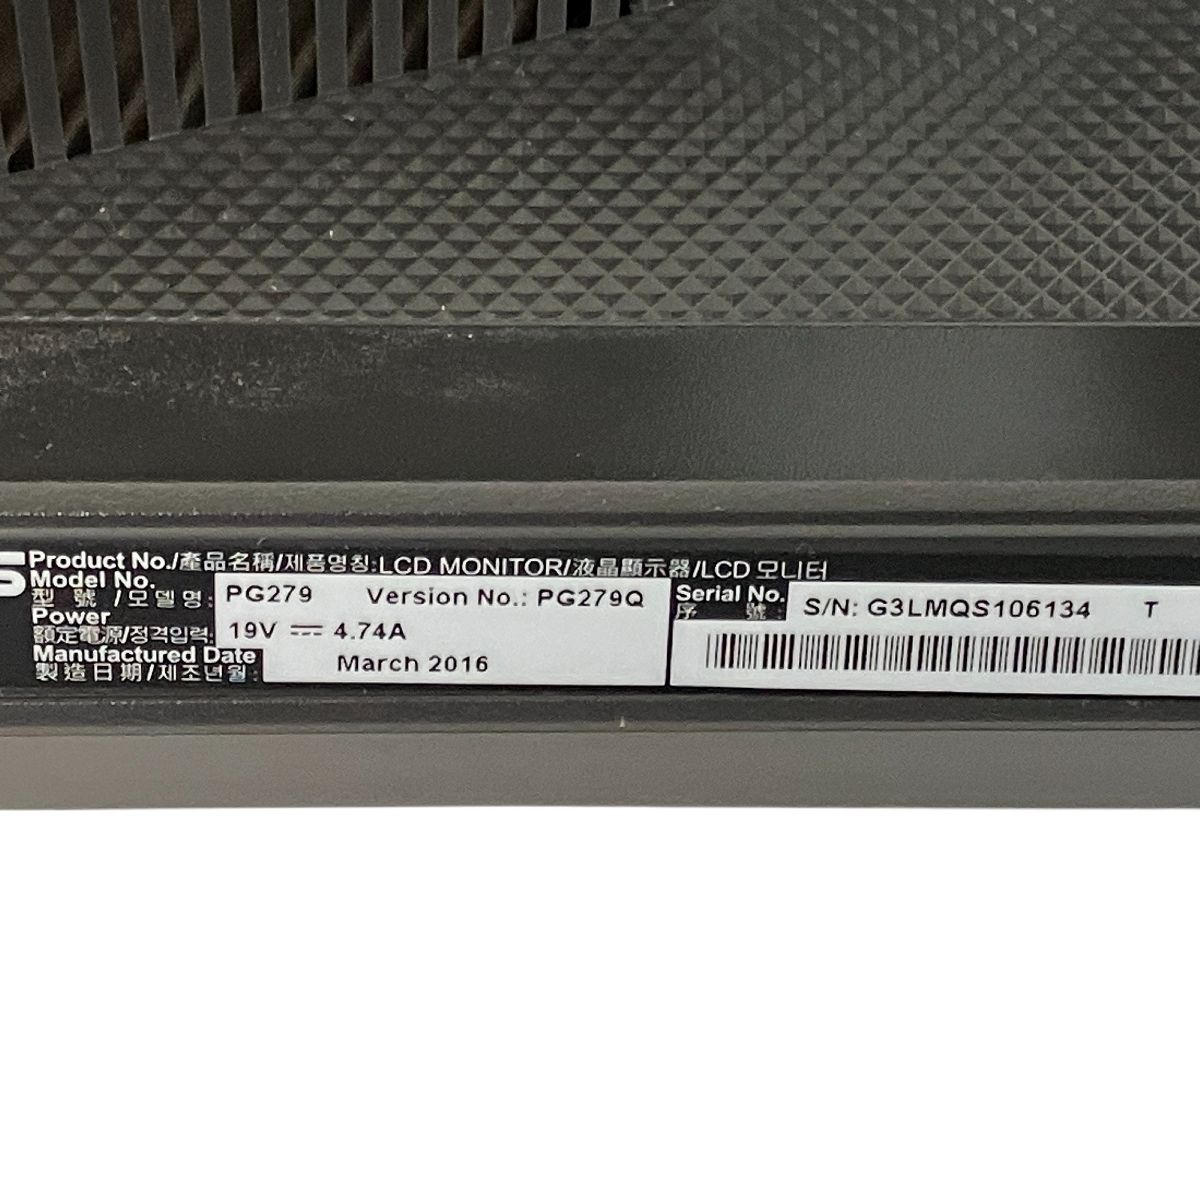 S
Product No./產品名稱/제품명칭:LCD MONITOR/液晶顯示器/LCD 모니터
Model No.
型 號 /모델명: PG279 Version No.: PG279Q
Power
額定電源/정격입력: 19V ⎓ 4.74A
Manufactured Date
製造日期/제조년월: March 2016
Serial No.
序 號 : S/N: G3LMQS106134 T